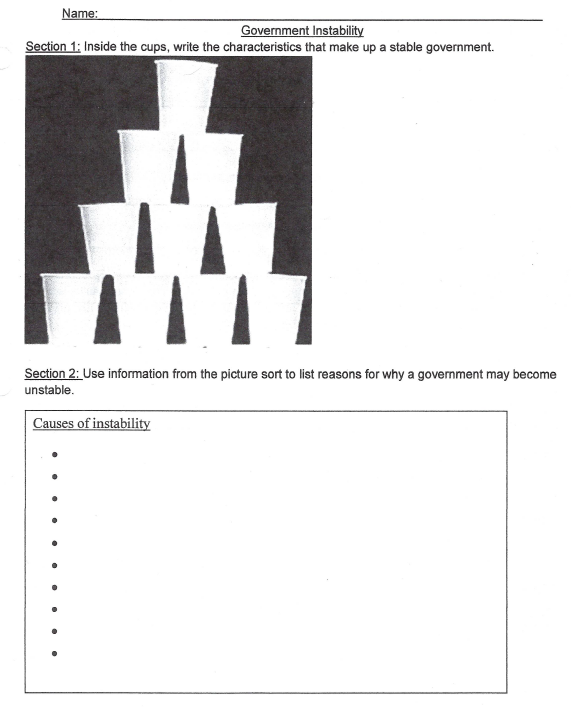 Name:
Government Instability
Section 1: Inside the cups, write the characteristics that make up a stable government.
Section 2: Use information from the picture sort to list reasons for why a government may become
unstable.
Causes of instability